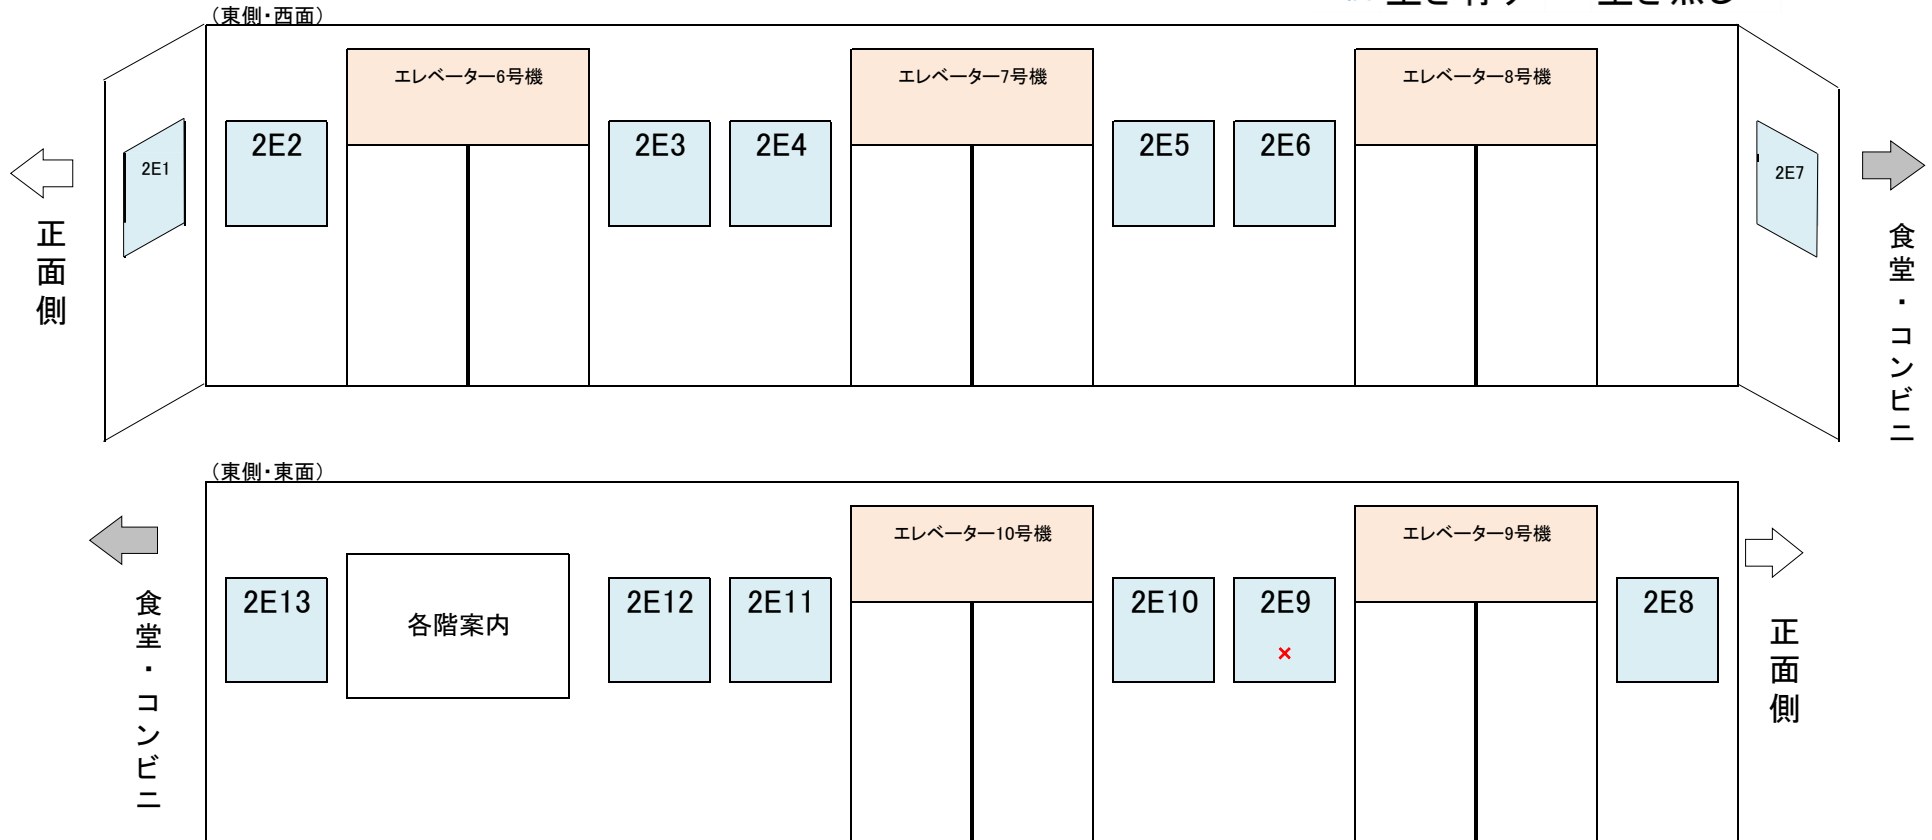 (東側・西面)
エレベーター6号機
エレベーター7号機
エレベーター8号機
2E1
2E2
2E3
2E4
2E5
2E6
2E7
正面側
食堂・コンビニ
(東側・東面)
エレベーター10号機
エレベーター9号機
2E13
各階案内
2E12
2E11
2E10
2E9
×
2E8
食堂・コンビニ
正面側